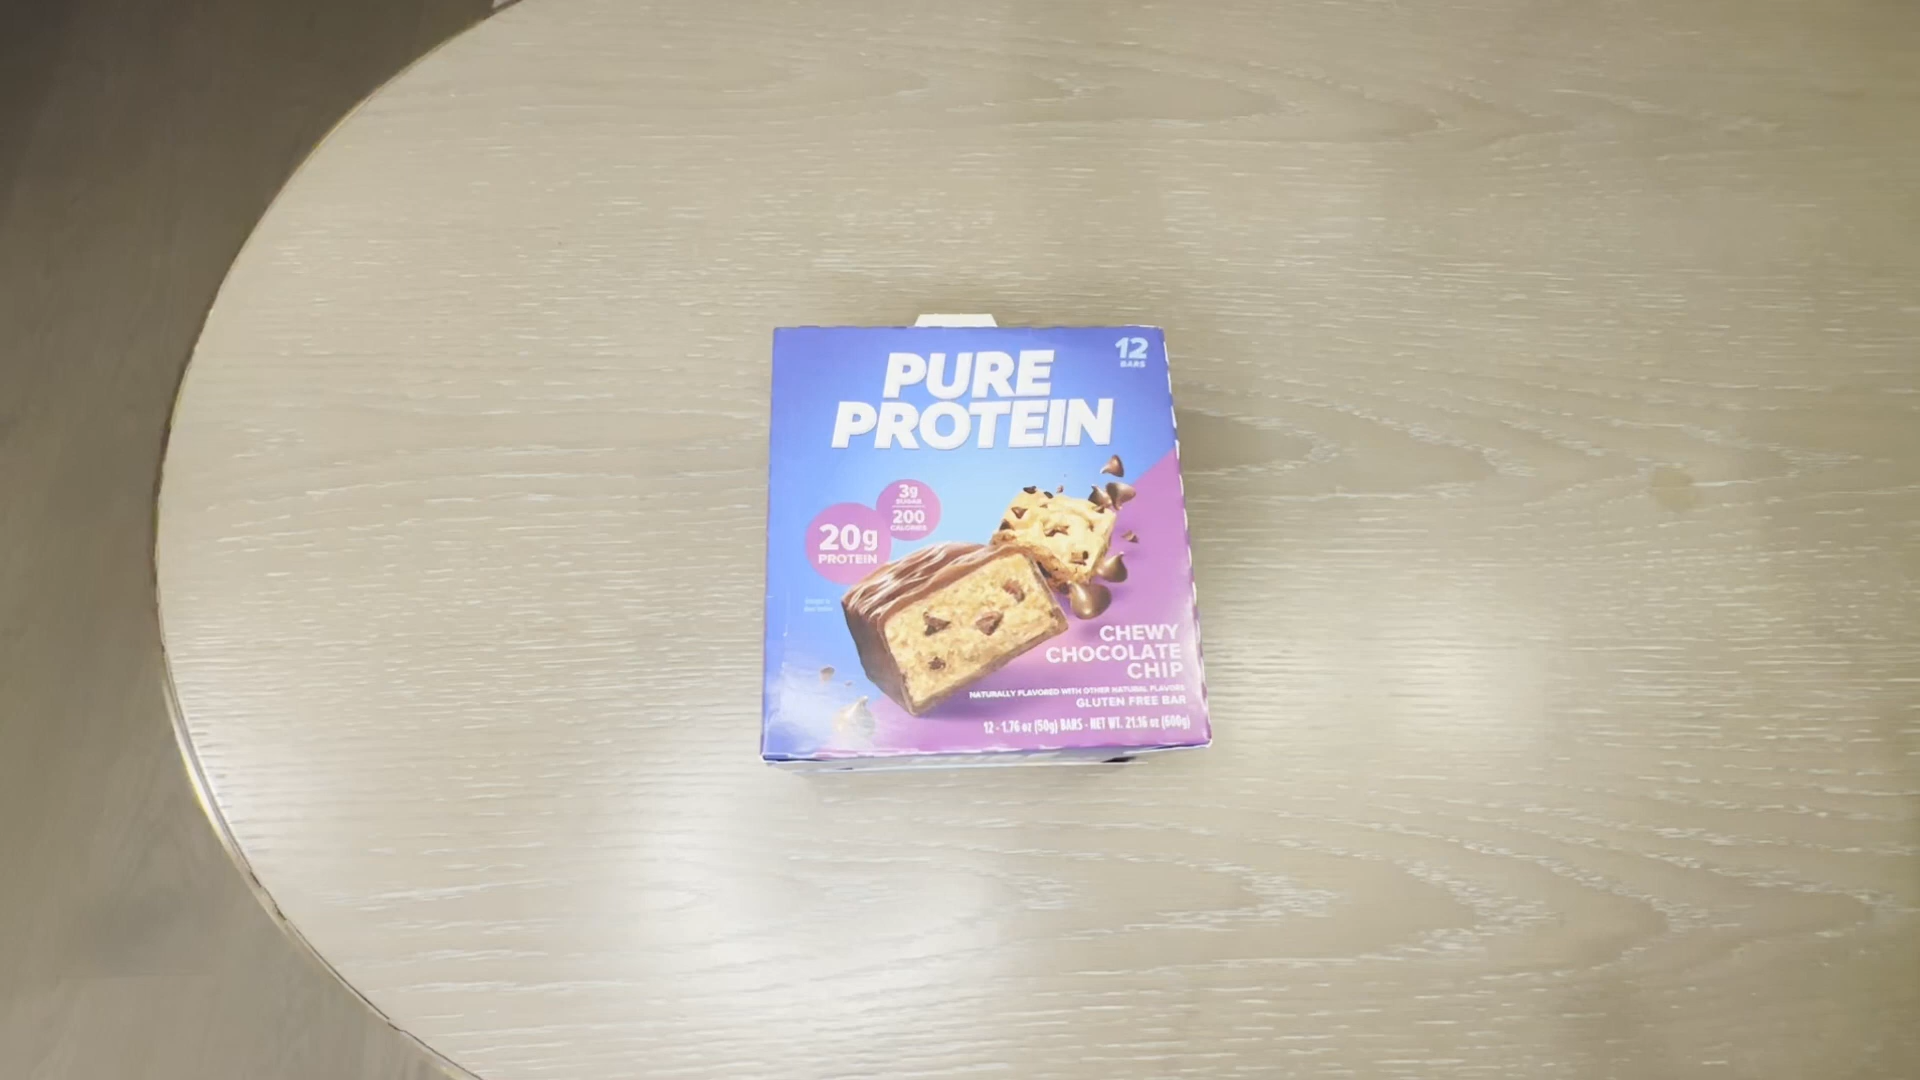 12
BARS
PURE
PROTEIN
3g
SUGAR
200
CALORIES
20g
PROTEIN
CHEWY
CHOCOLATE
CHIP
NATURALLY FLAVORED WITH OTHER NATURAL FLAVORS
GLUTEN FREE BAR
12 - 1.76 oz (50g) BARS - NET WT. 21.16 oz (600g)